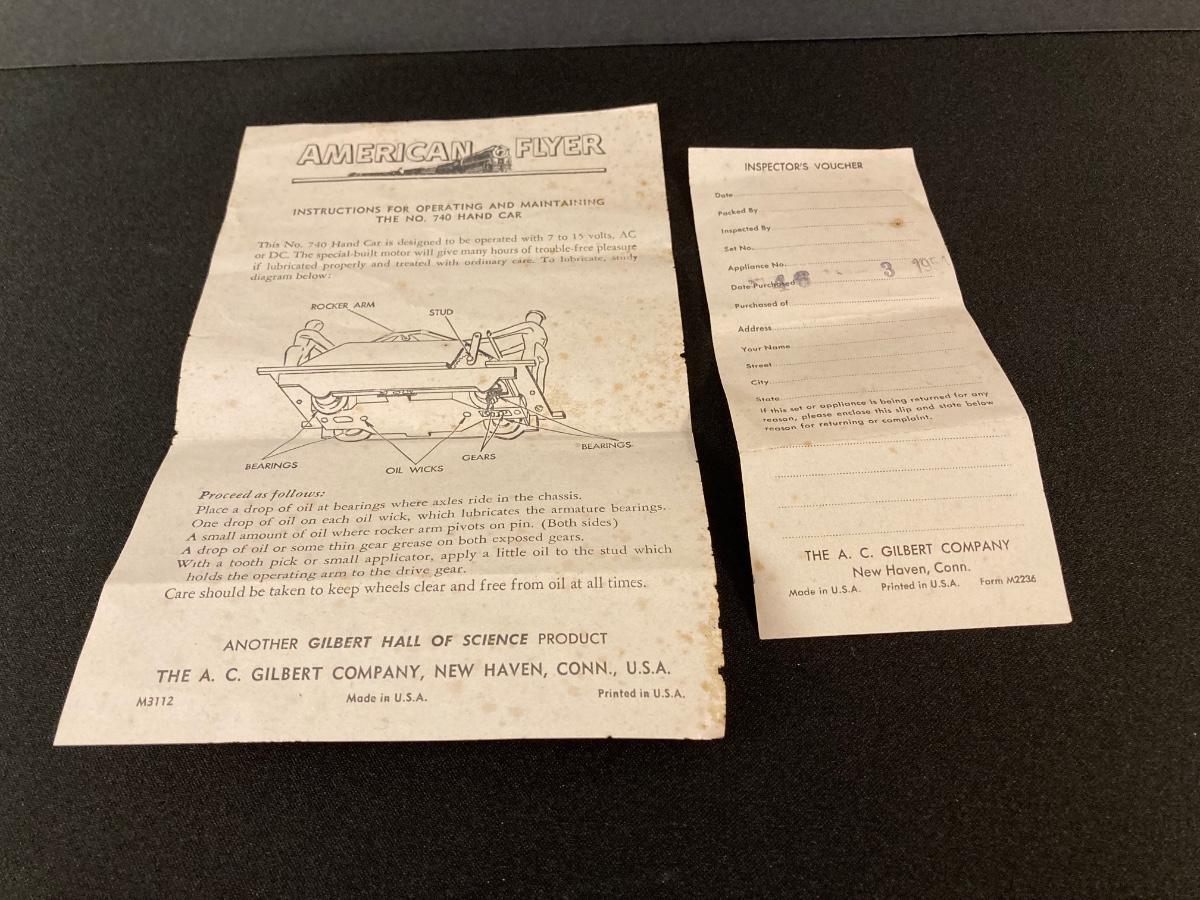 AMERICAN FLYER
INSTRUCTIONS FOR OPERATING AND MAINTAINING
THE NO. 740 HAND CAR
This No. 740 Hand Car is designed to be operated with 7 to 15 volts, AC
or DC. The special-built motor will give many hours of trouble-free pleasure
if lubricated properly and treated with ordinary care. To lubricate, study
diagram below:
ROCKER ARM
STUD
BEARINGS
OIL WICKS
GEARS
BEARINGS
Proceed as follows:
Place a drop of oil at bearings where axles ride in the chassis.
One drop of oil on each oil wick, which lubricates the armature bearings.
A small amount of oil where rocker arm pivots on pin. (Both sides)
A drop of oil or some thin gear grease on both exposed gears.
With a tooth pick or small applicator, apply a little oil to the stud which
holds the operating arm to the drive gear.
Care should be taken to keep wheels clear and free from oil at all times.
ANOTHER GILBERT HALL OF SCIENCE PRODUCT
THE A. C. GILBERT COMPANY, NEW HAVEN, CONN., U.S.A.
M3112 Made in U.S.A. Printed in U.S.A.
INSPECTOR'S VOUCHER
Date
Packed By
Inspected By
Set No.
Appliance No.
Date Purchased 46 3
Purchased of
Address
Your Name
Street
City
State
If this set or appliance is being returned for any
reason, please enclose this slip and state below
reason for returning or complaint.
THE A. C. GILBERT COMPANY
New Haven, Conn.
Made in U.S.A. Printed in U.S.A. Form M2236